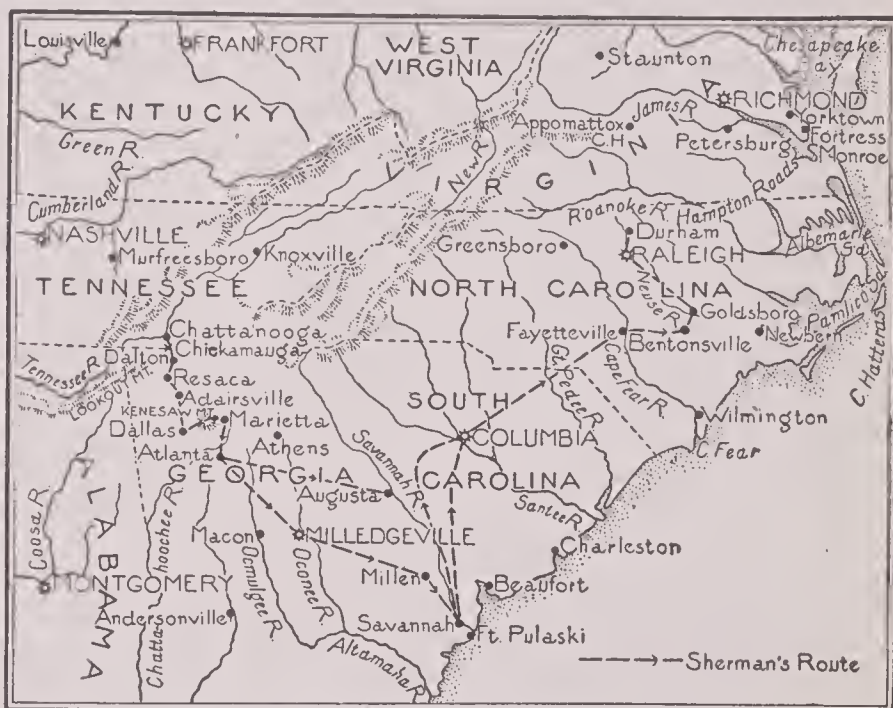 Louisville
FRANKFORT
WEST
VIRGINIA
Staunton
Chesapeake
ay
KENTUCKY
RICHMOND
Yorktown
Appomattox
C.H.
James R.
Petersburg
Fortress
Monroe
Green R.
New R.
VIRGINIA
Cumberland R.
Roanoke R.
Hampton Roads
NASHVILLE
Durham
Albemarle
Sd.
Murfreesboro
Knoxville
Greensboro
RALEIGH
TENNESSEE
NORTH CAROLINA
Neuse R.
Pamlico Sd.
Goldsboro
Chattanooga
Fayetteville
Newbern
Chickamauga
Bentonsville
C. Hatteras
Dalton
Tennessee R.
LOOKOUT MT.
Resaca
Gt. Pedee R.
Cape Fear R.
Adairsville
SOUTH
KENESAW MT.
Marietta
Wilmington
Dallas
Athens
COLUMBIA
C. Fear
Atlanta
Savannah R.
GEORGIA
CAROLINA
Augusta
Santee R.
Coosa R.
ALABAMA
Chattahoochee R.
Macon
MILLEDGEVILLE
Charleston
Ocmulgee R.
Oconee R.
MONTGOMERY
Millen
Beaufort
Andersonville
Savannah
Ft. Pulaski
Altamaha R.
Sherman's Route